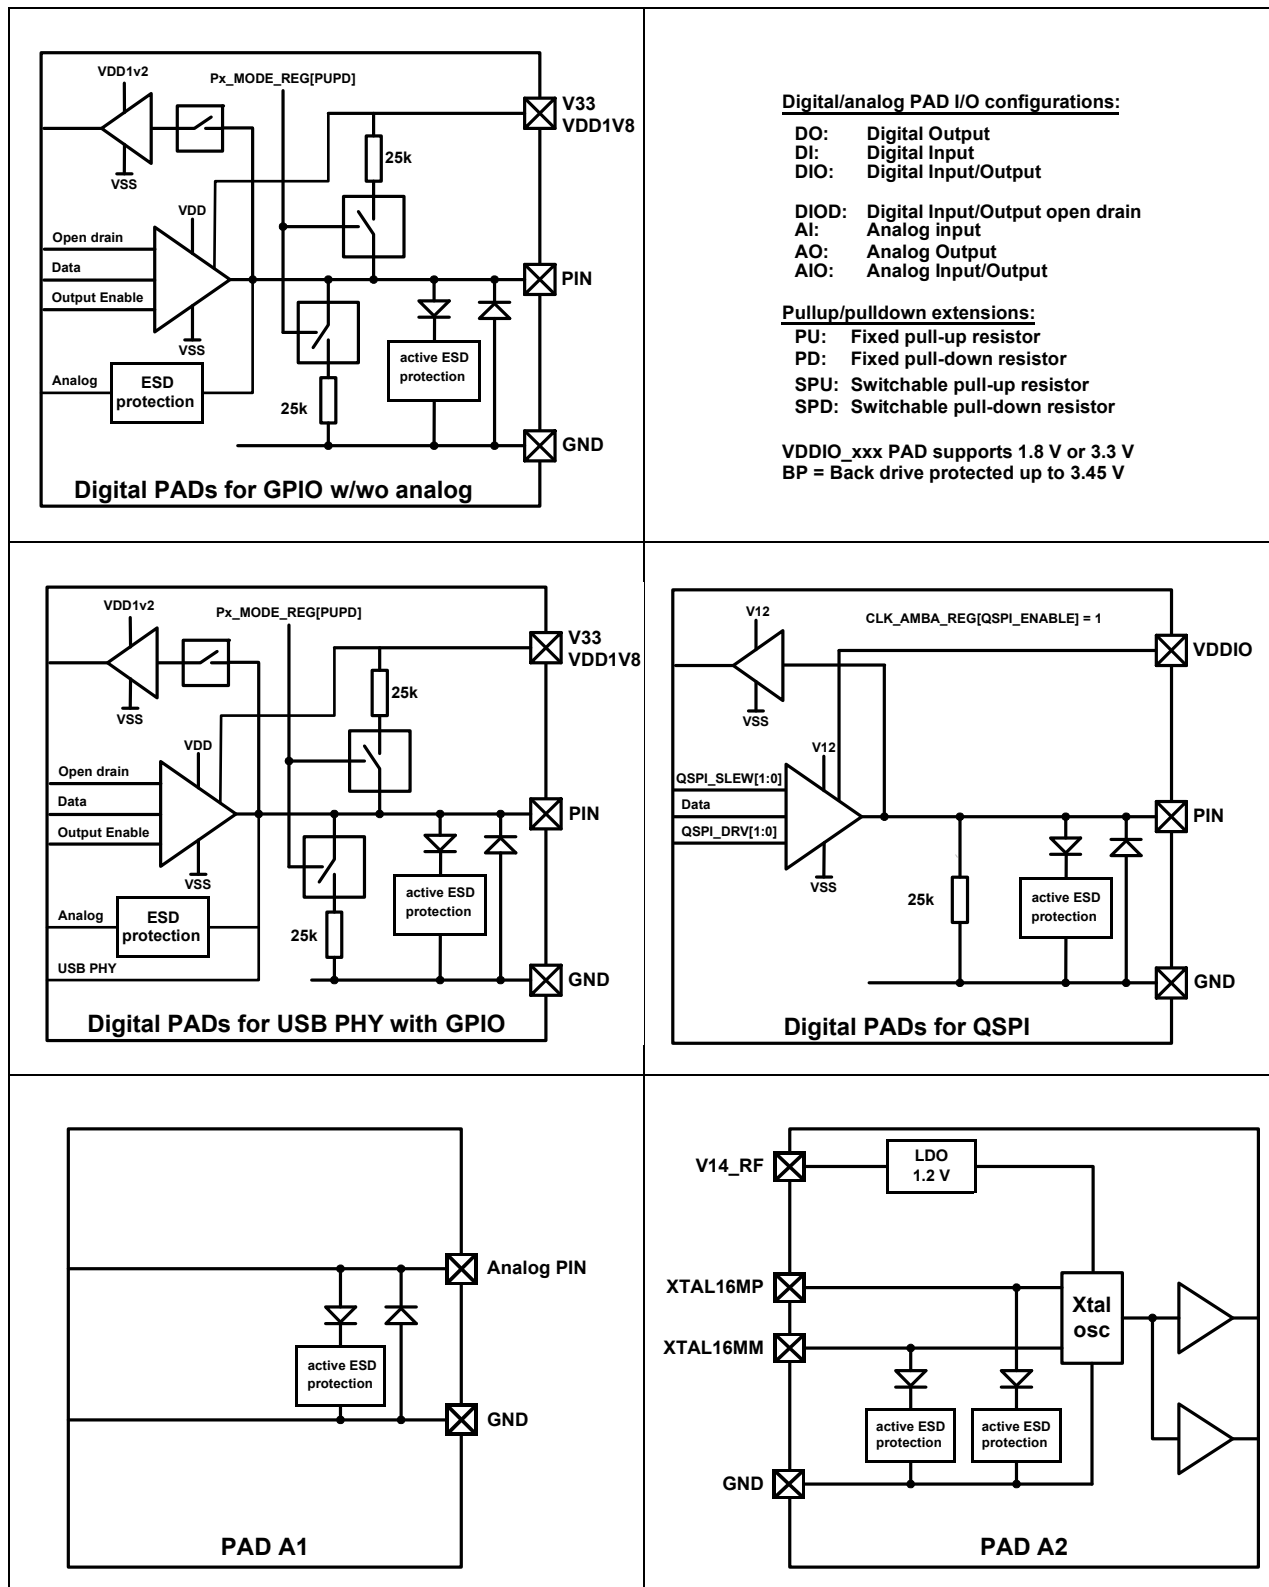 VDD1v2
Px_MODE_REG[PUPD]
V33
VDD1V8
25k
VSS
VDD
Open drain
Data
PIN
Output Enable
VSS
active ESD
protection
Analog
ESD
protection
25k
GND
Digital PADs for GPIO w/wo analog
Digital/analog PAD I/O configurations:
DO: Digital Output
DI: Digital Input
DIO: Digital Input/Output
DIOD: Digital Input/Output open drain
AI: Analog input
AO: Analog Output
AIO: Analog Input/Output
Pullup/pulldown extensions:
PU: Fixed pull-up resistor
PD: Fixed pull-down resistor
SPU: Switchable pull-up resistor
SPD: Switchable pull-down resistor
VDDIO_xxx PAD supports 1.8 V or 3.3 V
BP = Back drive protected up to 3.45 V
VDD1v2
Px_MODE_REG[PUPD]
V33
VDD1V8
25k
VSS
VDD
Open drain
Data
PIN
Output Enable
VSS
active ESD
protection
Analog
ESD
protection
25k
USB PHY
GND
Digital PADs for USB PHY with GPIO
V12
CLK_AMBA_REG[QSPI_ENABLE] = 1
VDDIO
VSS
V12
QSPI_SLEW[1:0]
Data
PIN
QSPI_DRV[1:0]
VSS
25k
active ESD
protection
GND
Digital PADs for QSPI
Analog PIN
active ESD
protection
GND
PAD A1
V14_RF
LDO
1.2 V
XTAL16MP
Xtal
osc
XTAL16MM
active ESD
protection
active ESD
protection
GND
PAD A2